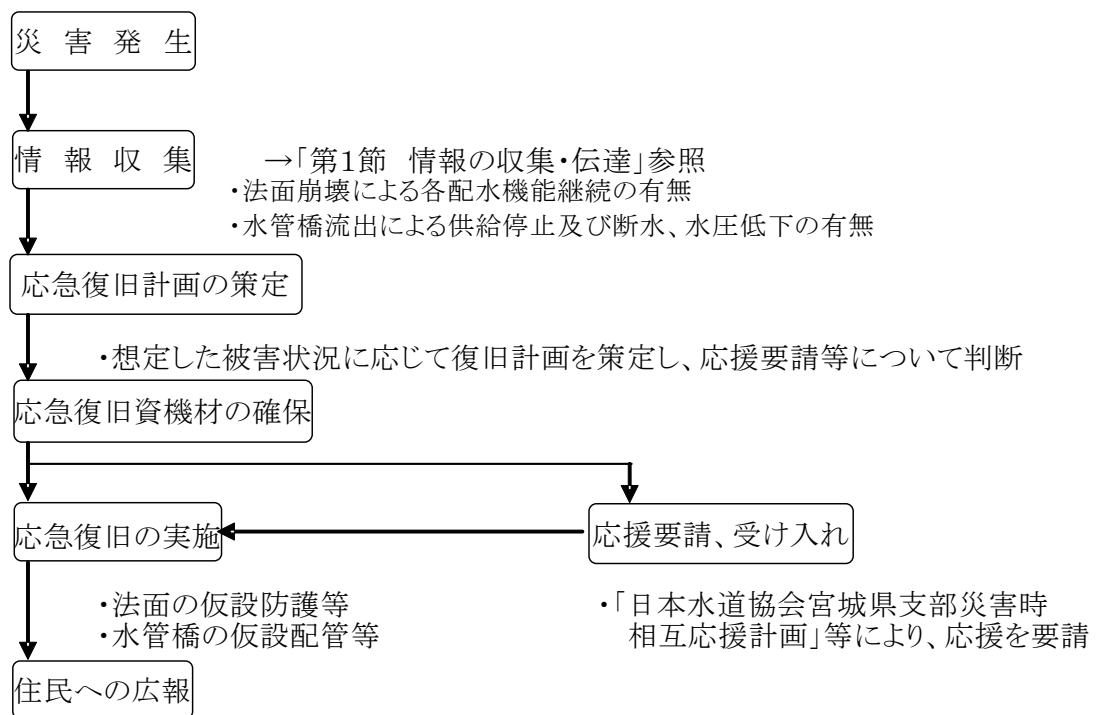 災 害 発 生
情 報 収 集 →「第1節 情報の収集・伝達」参照
・法面崩壊による各配水機能継続の有無
・水管橋流出による供給停止及び断水、水圧低下の有無
応急復旧計画の策定
・想定した被害状況に応じて復旧計画を策定し、応援要請等について判断
応急復旧資機材の確保
応急復旧の実施
応援要請、受け入れ
・法面の仮設防護等
・水管橋の仮設配管等
・「日本水道協会宮城県支部災害時
相互応援計画」等により、応援を要請
住民への広報